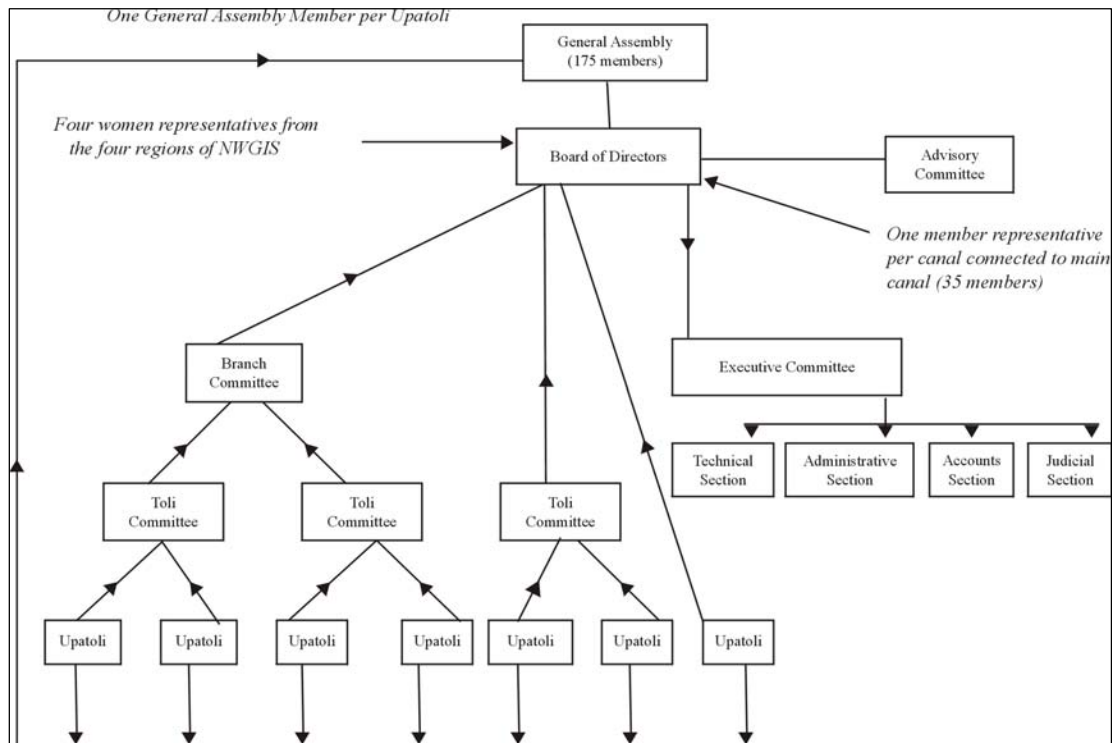 One General Assembly Member per Upatoli
General Assembly
(175 members)
Four women representatives from
the four regions of NWGIS
Board of Directors
Advisory
Committee
One member representative
per canal connected to main
canal (35 members)
Branch
Committee
Executive Committee
Technical
Section
Administrative
Section
Accounts
Section
Judicial
Section
Toli
Committee
Toli
Committee
Toli
Committee
Upatoli
Upatoli
Upatoli
Upatoli
Upatoli
Upatoli
Upatoli